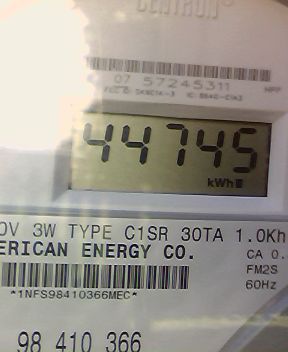 CENTRON®
07 57245311
44745
kWh
0V 3W TYPE C1SR 30TA 1.0Kh
ERICAN ENERGY CO.
CA 0.
FM2S
*1NFS98410366MEC*
60Hz
98 410 366